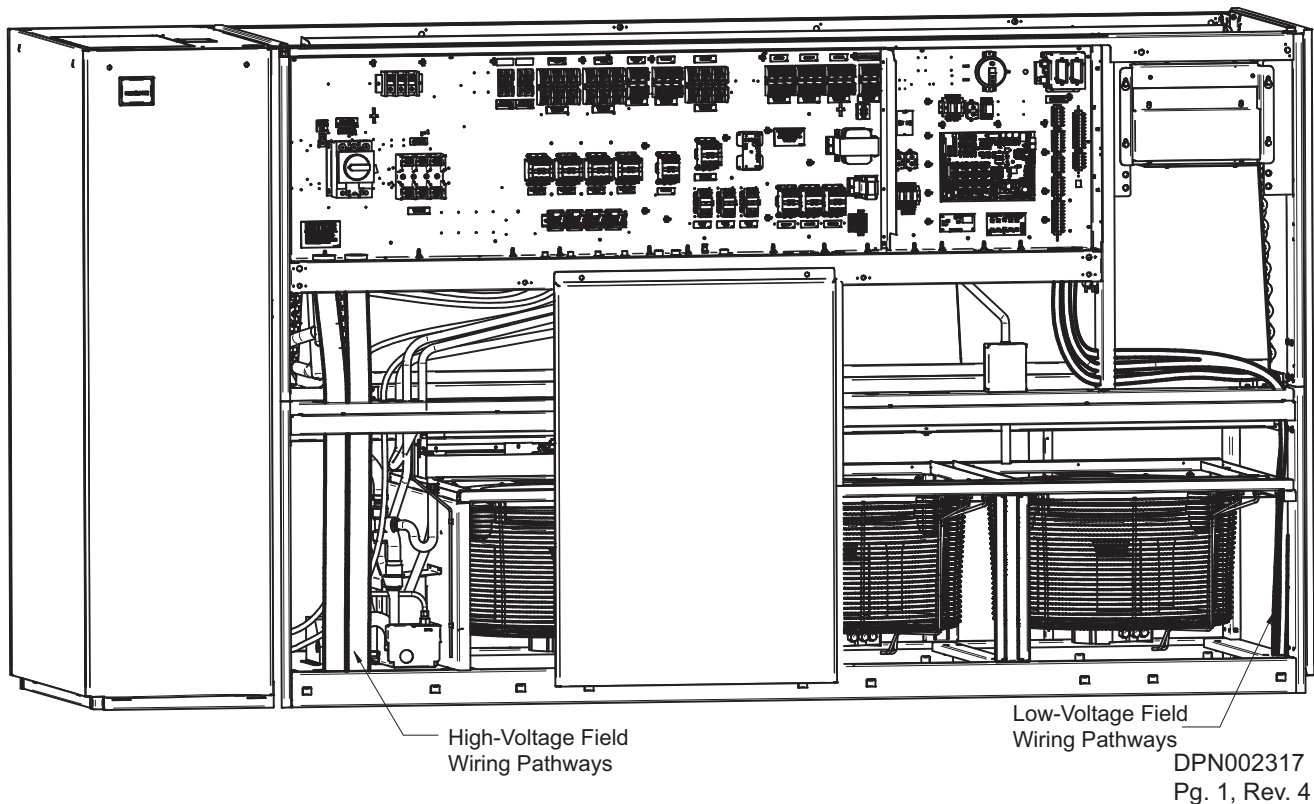 High-Voltage Field
Wiring Pathways
Low-Voltage Field
Wiring Pathways
DPN002317
Pg. 1, Rev. 4